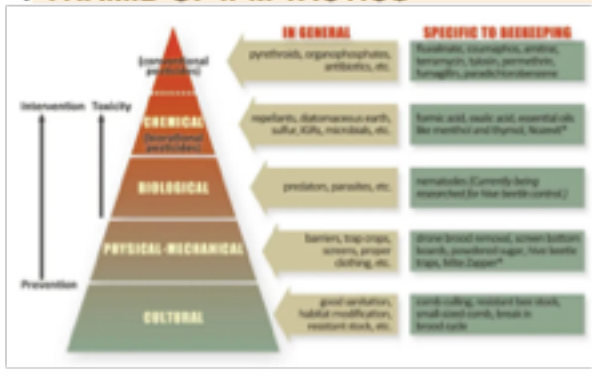 PYRAMID OF IPM TACTICS
IN GENERAL
SPECIFIC TO BEEKEEPING
(conventional
pesticides)
pyrethroids, organophosphates,
antibiotics, etc.
fluvalinate, coumaphos, amitraz,
terramycin, tylosin, permethrin,
fumagillin, paradichlorobenzene
Intervention
Toxicity
CHEMICAL
(biorational
pesticides)
repellants, diatomaceous earth,
sulfur, IGRs, microbials, etc.
formic acid, oxalic acid, essential oils
like menthol and thymol,
BIOLOGICAL
predators, parasites, etc.
nematodes (Currently being
researched for hive beetle control.)
PHYSICAL-MECHANICAL
barriers, trap crops,
screens, proper
clothing, etc.
drone brood removal, screen bottom
boards, powdered sugar, hive beetle
traps, Mite Zapper®
Prevention
CULTURAL
good sanitation,
habitat modification,
resistant stock, etc.
comb culling, resistant bee stock,
small sized comb, break in
brood cycle